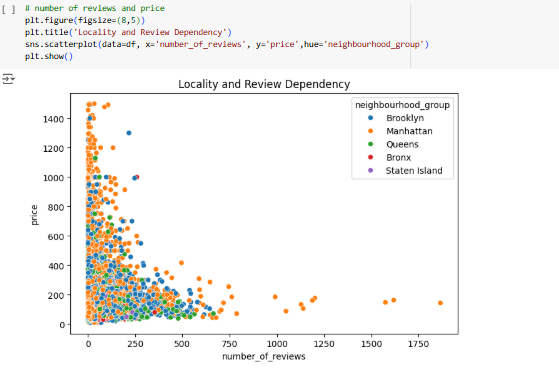 [ ] # number of reviews and price
plt.figure(figsize=(8,5))
plt.title('Locality and Review Dependency')
sns.scatterplot(data=df, x='number_of_reviews', y='price',hue='neighbourhood_group')
plt.show()
Locality and Review Dependency
neighbourhood_group
Brooklyn
Manhattan
Queens
Bronx
Staten Island
1400
1200
1000
800
600
400
200
0
price
0 250 500 750 1000 1250 1500 1750
number_of_reviews